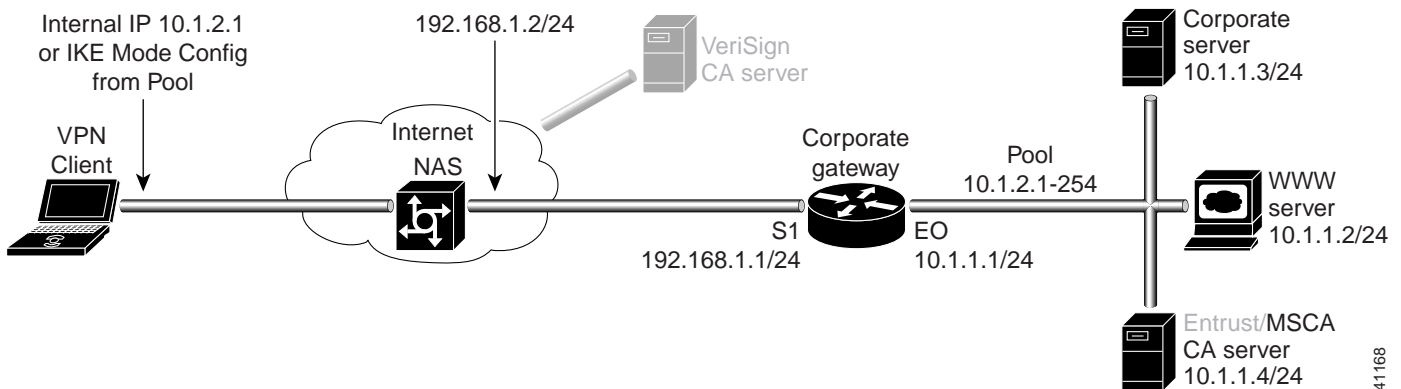 Internal IP 10.1.2.1
or IKE Mode Config
from Pool
192.168.1.2/24
VeriSign
CA server
Corporate
server
10.1.1.3/24
VPN
Client
Internet
NAS
Corporate
gateway
Pool
10.1.2.1-254
WWW
server
10.1.1.2/24
S1
192.168.1.1/24
EO
10.1.1.1/24
Entrust/MSCA
CA server
10.1.1.4/24
41168